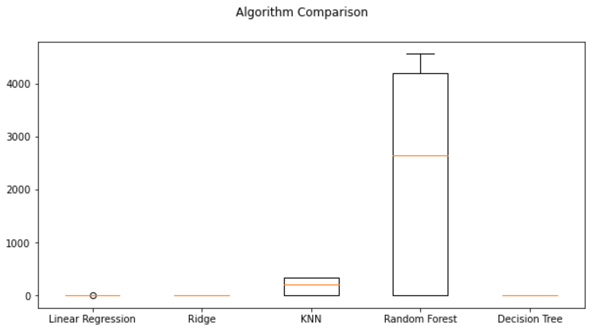 Algorithm Comparison
4000
3000
2000
1000
0
Linear Regression Ridge KNN Random Forest Decision Tree